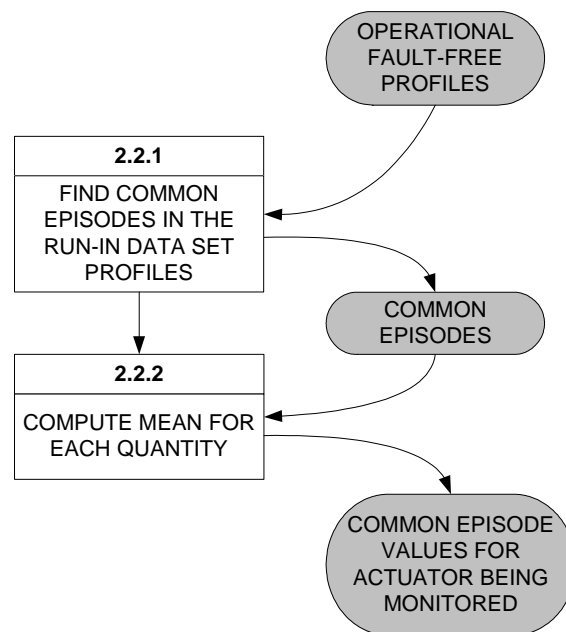 OPERATIONAL
FAULT-FREE
PROFILES
2.2.1
FIND COMMON
EPISODES IN THE
RUN-IN DATA SET
PROFILES
COMMON
EPISODES
2.2.2
COMPUTE MEAN FOR
EACH QUANTITY
COMMON EPISODE
VALUES FOR
ACTUATOR BEING
MONITORED